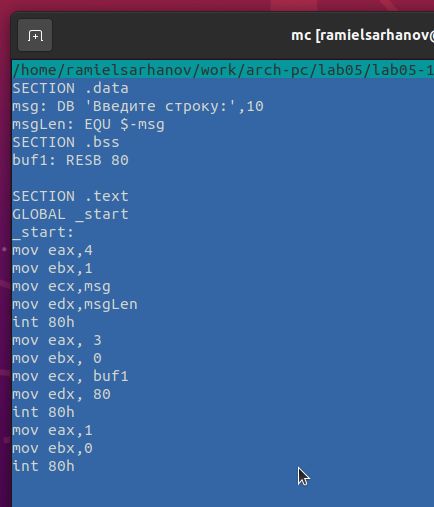 mc [ramielsarhanov@
/home/ramielsarhanov/work/arch-pc/lab05/lab05-1
SECTION .data
msg: DB 'Введите строку:',10
msgLen: EQU $-msg
SECTION .bss
buf1: RESB 80
SECTION .text
GLOBAL _start
_start:
mov eax,4
mov ebx,1
mov ecx,msg
mov edx,msgLen
int 80h
mov eax, 3
mov ebx, 0
mov ecx, buf1
mov edx, 80
int 80h
mov eax,1
mov ebx,0
int 80h